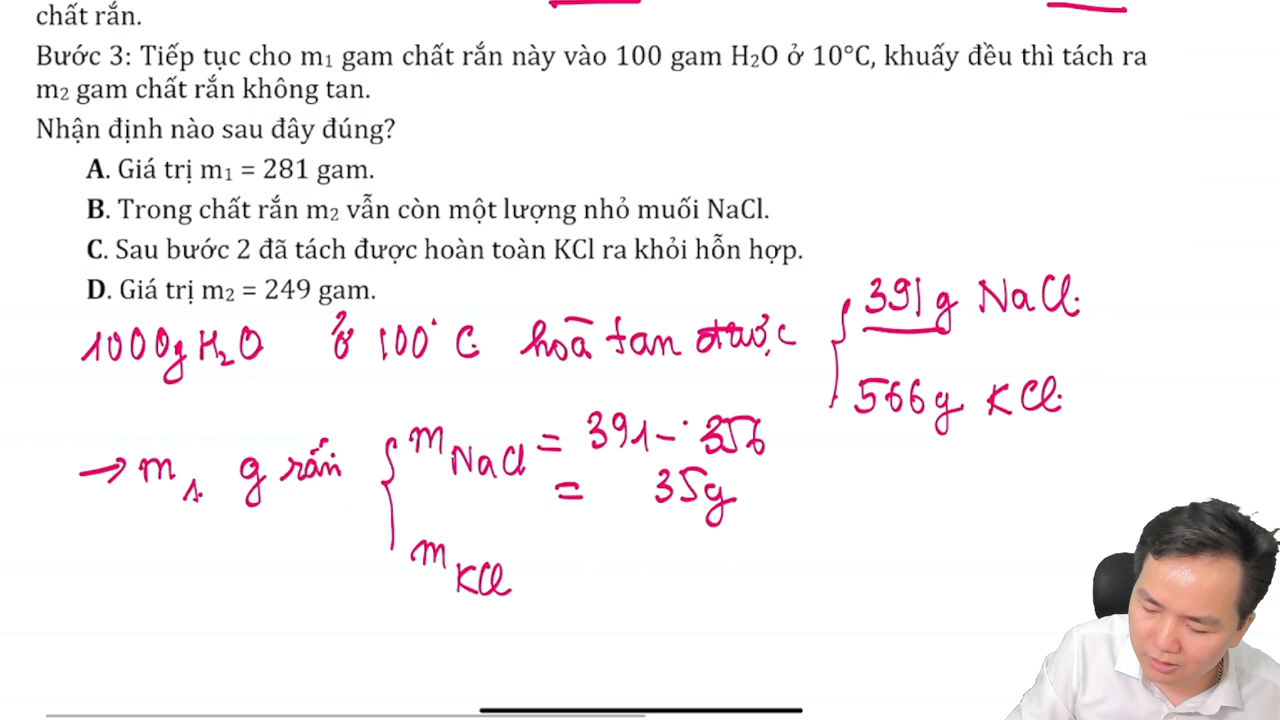 chất rắn.
Bước 3: Tiếp tục cho m₁ gam chất rắn này vào 100 gam H₂O ở 10°C, khuấy đều thì tách ra
m₂ gam chất rắn không tan.
Nhận định nào sau đây đúng?
A. Giá trị m₁ = 281 gam.
B. Trong chất rắn m₂ vẫn còn một lượng nhỏ muối NaCl.
C. Sau bước 2 đã tách được hoàn toàn KCl ra khỏi hỗn hợp.
D. Giá trị m₂ = 249 gam.
1000g H₂O ở 100°C hoà tan được { 391g NaCl.
566g KCl.
→ m₁ g rắn { m NaCl = 391 - 356
= 35g
m KCl